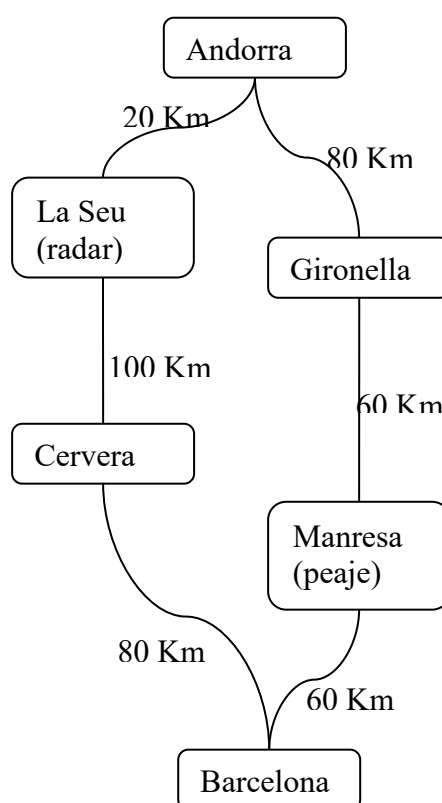 Andorra
20 Km
80 Km
La Seu
(radar)
Gironella
100 Km
60 Km
Cervera
Manresa
(peaje)
80 Km
60 Km
Barcelona